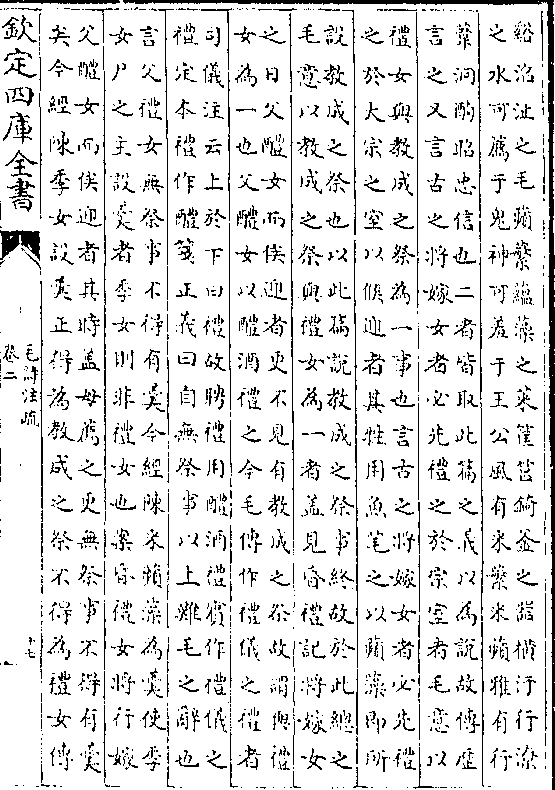 谿沼沚之毛蘋蘩蘊藻之菜筐筥錡釜之器橫汙行潦
之水可薦于鬼神可羞于王公風有采蘩采蘋雅有行
葦泂酌昭忠信也二者皆取此篇之義以為說故傳歴
言之又言古之將嫁女者必先禮之於宗室者毛意以
禮女與教成之祭為一事也言古之將嫁女者必先禮
之於大宗之室以俟迎者其牲用魚芼之以蘋藻即所
說教成之祭也以此篇說教成之祭事終故於此總之
毛意以教成之祭與禮女為一者蓋見昏禮記將嫁女
之日父醴女而俟迎者更不見有教成之祭故謂與禮
女為一也父醴女以醴酒禮之今毛傳作禮儀之禮者
司儀注云上於下曰禮故聘禮用醴酒禮賓作禮儀之
禮定本禮作醴箋正義曰自無祭事以上難毛之辭也
言父禮女無祭事不得有羹今經陳采蘋藻為羹使季
女尸之主設羹者季女則非禮女也案昏禮女將行嫁
父醴女而俟迎者其時蓋母薦之更無祭事不得有羹
矣今經陳季女設羹正得為教成之祭不得為禮女傳
欽定四庫全書
毛詩注疏
卷二
十七